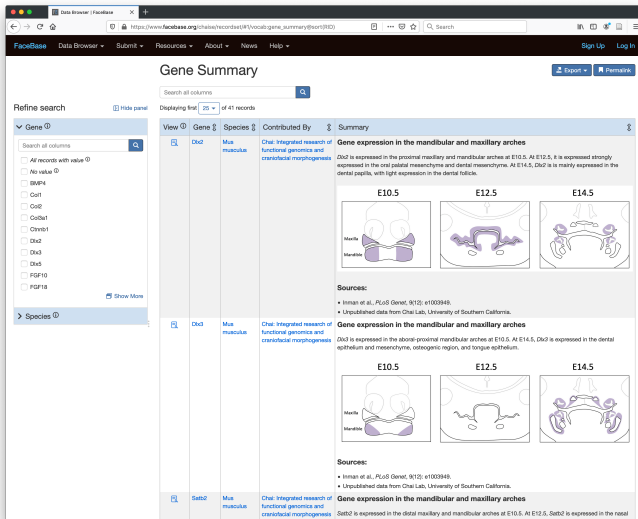 Data Browser | FaceBase
https://www.facebase.org/chaise/recordset/#1/vocab:gene_summary@sort(RID)
Search
FaceBase Data Browser Submit Resources About News Help Sign Up Log In
Gene Summary
Export Permalink
Search all columns
Refine search Hide panel
Displaying first 25 of 41 records
Gene
Search all columns
All records with value
No value
BMP4
Col1
Col2
Col3a1
Ctnnb1
Dlx2
Dlx3
Dlx5
FGF10
FGF18
Show More
Species
View Gene Species Contributed By Summary
Dlx2 Mus musculus Chai: Integrated research of functional genomics and craniofacial morphogenesis
Gene expression in the mandibular and maxillary arches
Dlx2 is expressed in the proximal maxillary and mandibular arches at E10.5. At E12.5, it is expressed strongly
expressed in the oral palatal mesenchyme and dental mesenchyme. At E14.5, Dlx2 is is mainly expressed in the
dental papilla, with light expression in the dental follicle.
E10.5 E12.5 E14.5
Maxilla
Mandible
Sources:
• Inman et al., PLoS Genet, 9(12): e1003949.
• Unpublished data from Chai Lab, University of Southern California.
Dlx3 Mus musculus Chai: Integrated research of functional genomics and craniofacial morphogenesis
Gene expression in the mandibular and maxillary arches
Dlx3 is expressed in the aboral-proximal mandibular arches at E10.5. At E14.5, Dlx3 is expressed in the dental
epithelium and mesenchyme, osteogenic region, and tongue epithelium.
E10.5 E12.5 E14.5
Maxilla
Mandible
Sources:
• Inman et al., PLoS Genet, 9(12): e1003949.
• Unpublished data from Chai Lab, University of Southern California.
Satb2 Mus musculus Chai: Integrated research of functional genomics and craniofacial morphogenesis
Gene expression in the mandibular and maxillary arches
Satb2 is expressed in the distal maxillary and mandibular arches at E10.5. At E12.5, Satb2 is expressed in the nasal